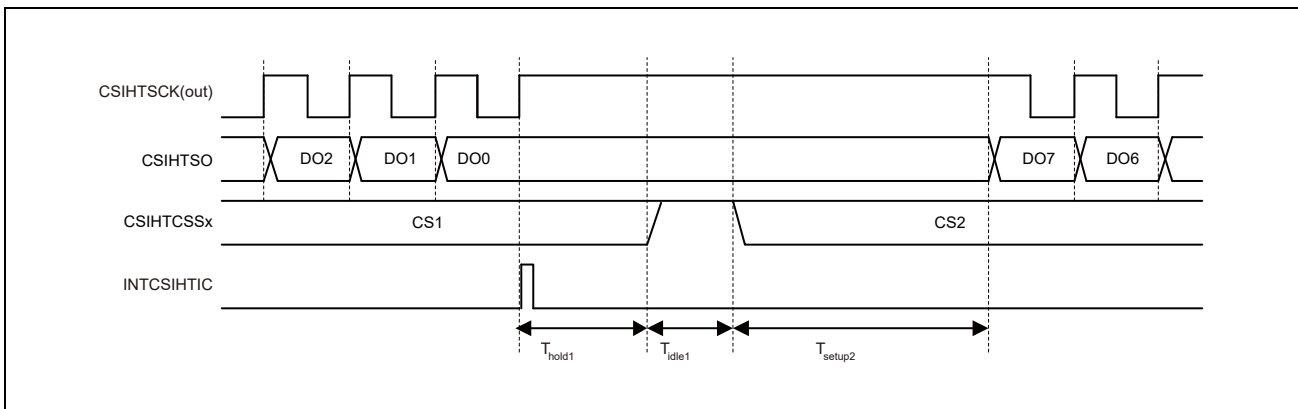 CSIHTSCK(out)
CSIHTSO
DO2
DO1
DO0
DO7
DO6
CSIHTCSSx
CS1
CS2
INTCSIHTIC
Thold1
Tidle1
Tsetup2